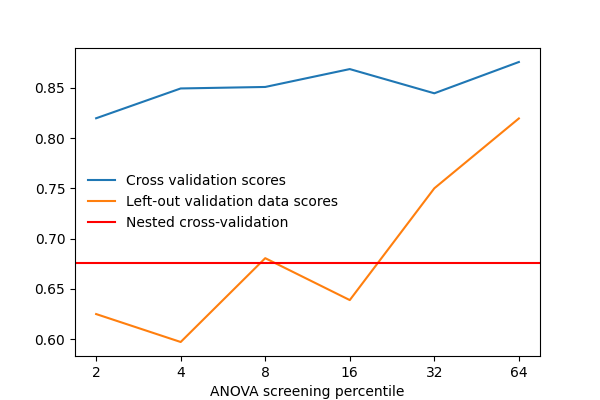 0.85
0.80
0.75
0.70
0.65
0.60
Cross validation scores
Left-out validation data scores
Nested cross-validation
2 4 8 16 32 64
ANOVA screening percentile